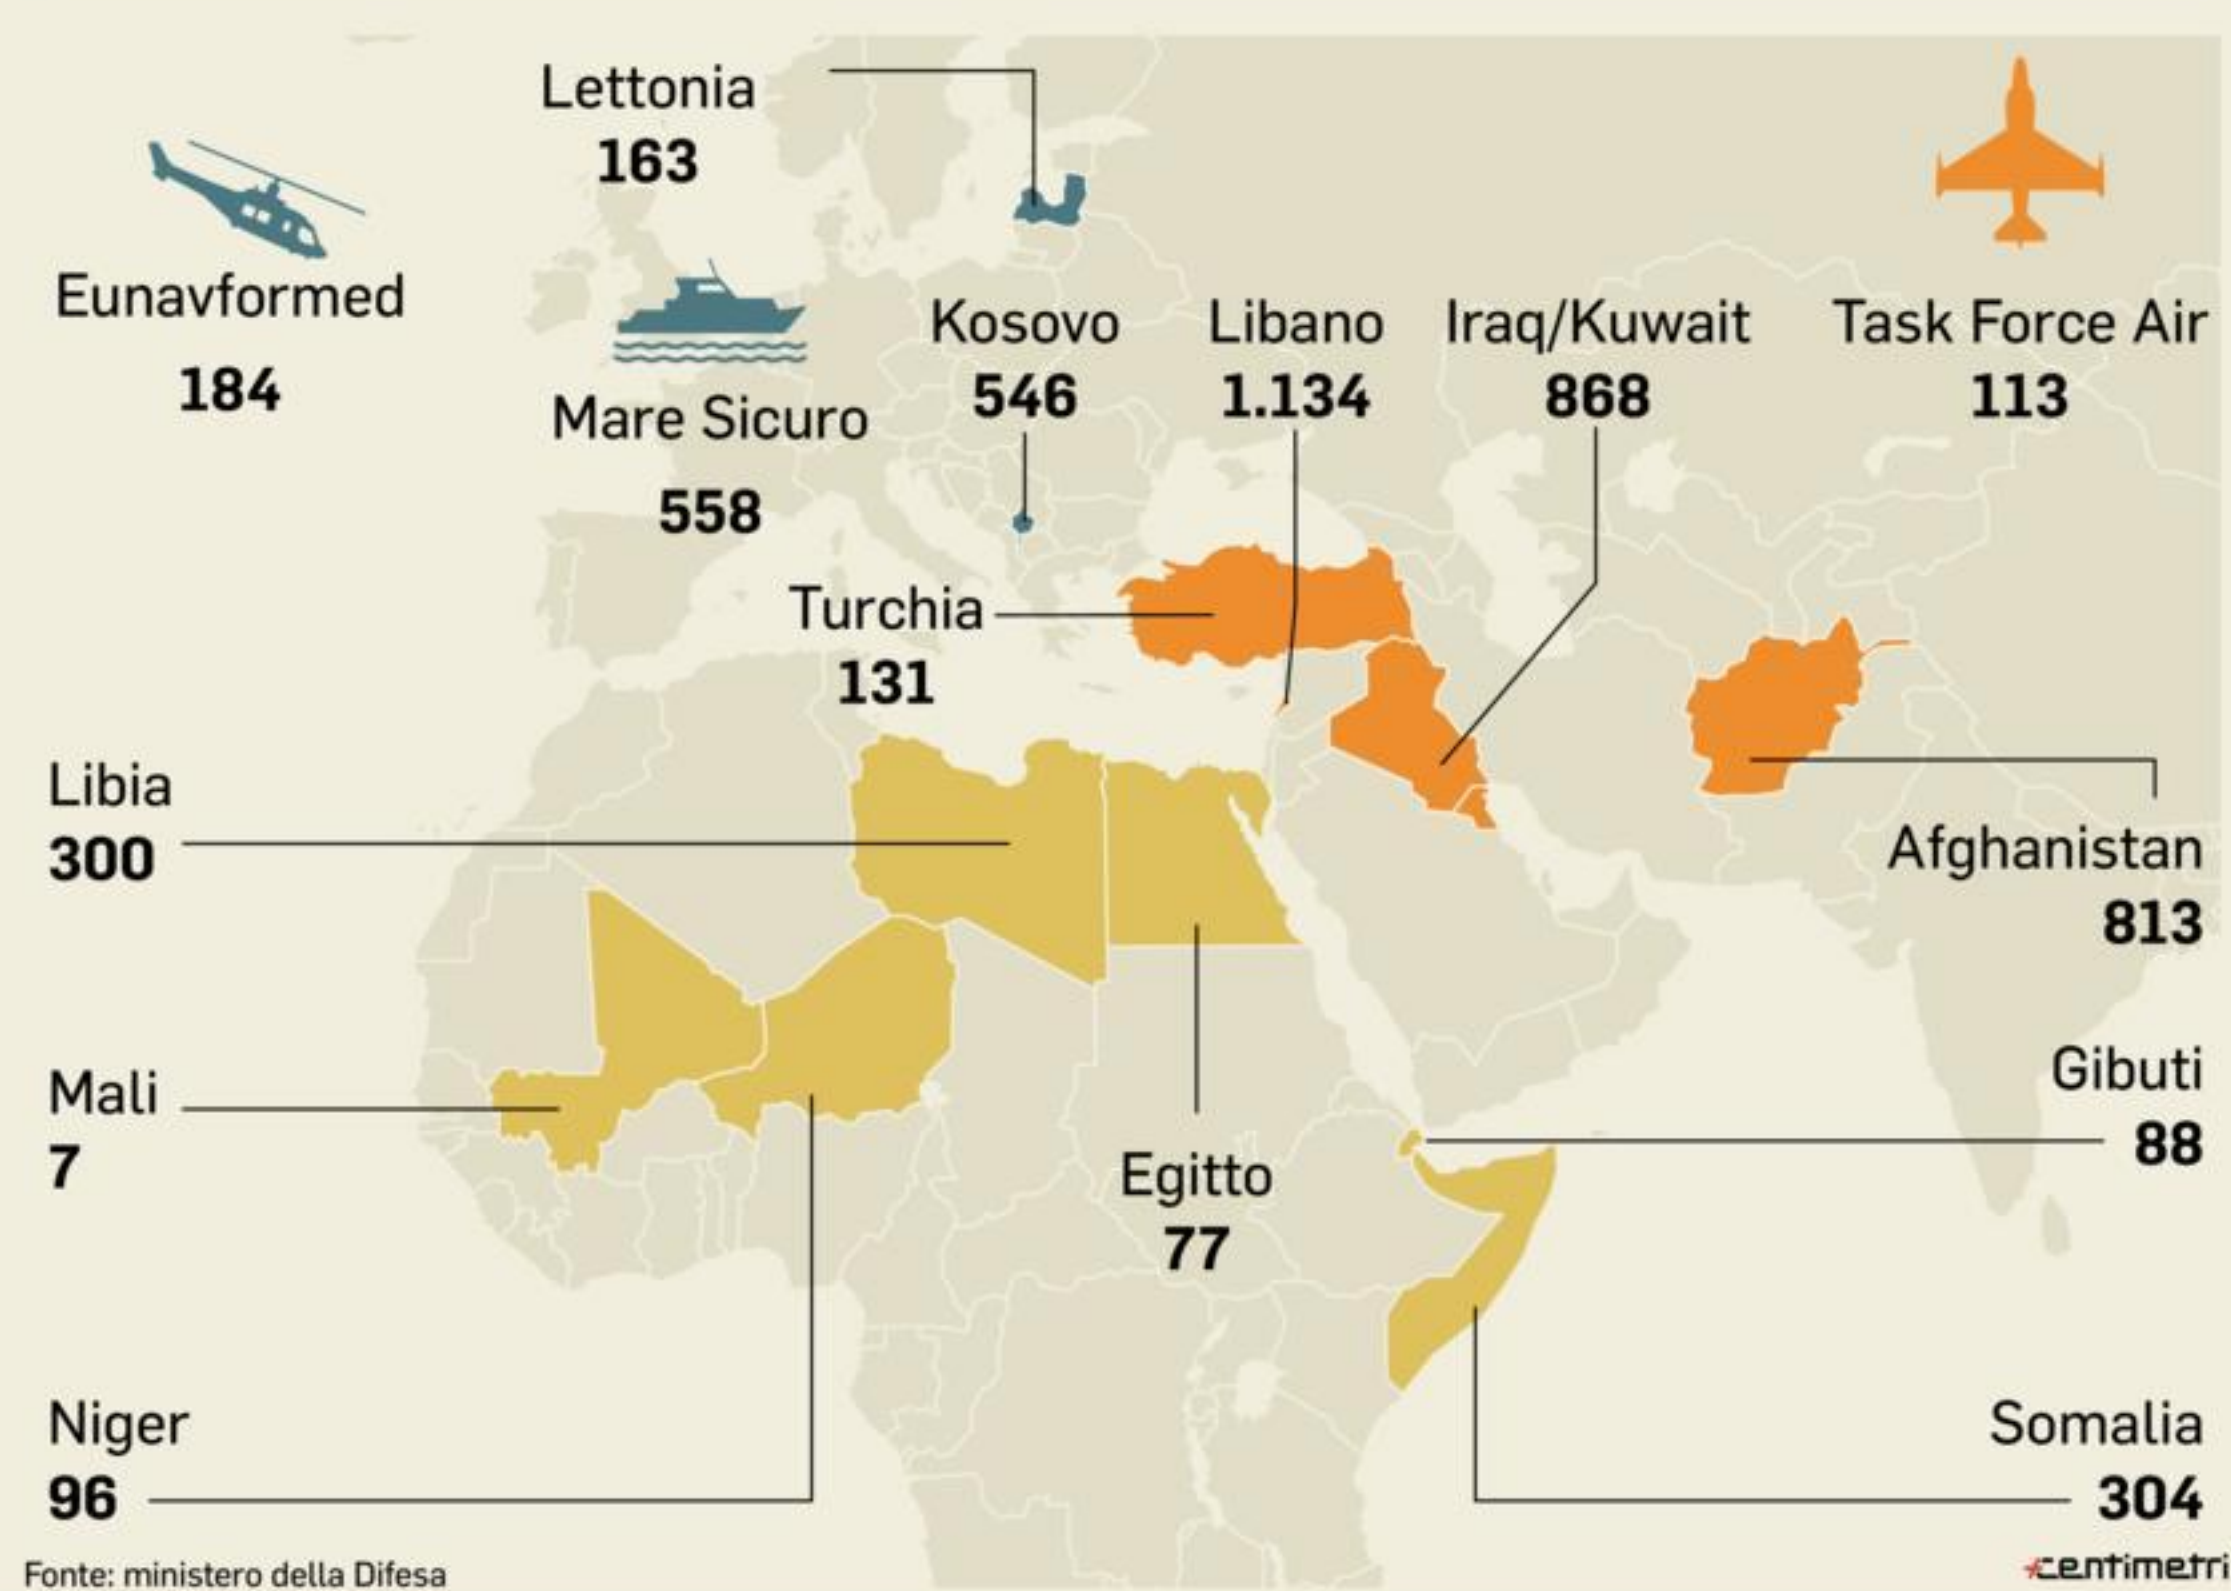 Lettonia
163
Eunavformed
184
Mare Sicuro
558
Kosovo
546
Libano
1.134
Iraq/Kuwait
868
Task Force Air
113
Turchia
131
Libia
300
Afghanistan
813
Mali
7
Gibuti
88
Egitto
77
Niger
96
Somalia
304
Fonte: ministero della Difesa
centimetri